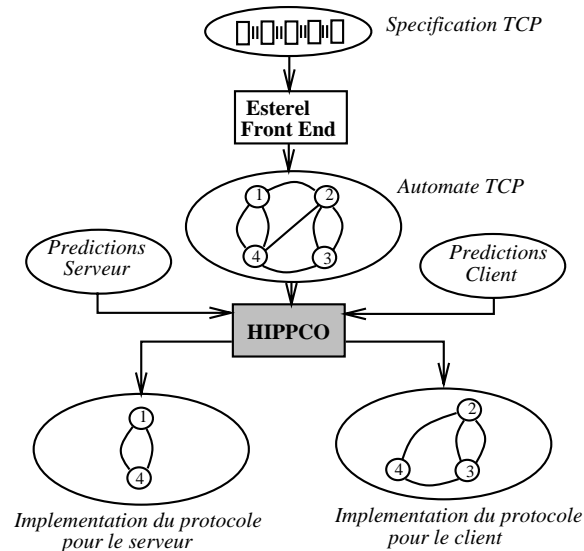 Specification TCP
Esterel
Front End
Automate TCP
1
2
4
3
Predictions
Serveur
Predictions
Client
HIPPCO
1
4
2
4
3
Implementation du protocole
pour le serveur
Implementation du protocole
pour le client